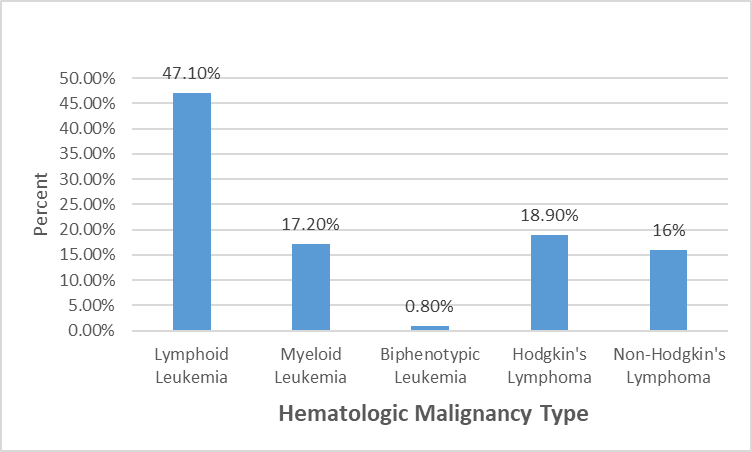 47.10%
50.00%
45.00%
40.00%
35.00%
30.00%
25.00%
20.00%
15.00%
10.00%
5.00%
0.00%
Percent
17.20%
0.80%
18.90%
16%
Lymphoid
Leukemia
Myeloid
Leukemia
Biphenotypic
Leukemia
Hodgkin's
Lymphoma
Non-Hodgkin's
Lymphoma
Hematologic Malignancy Type